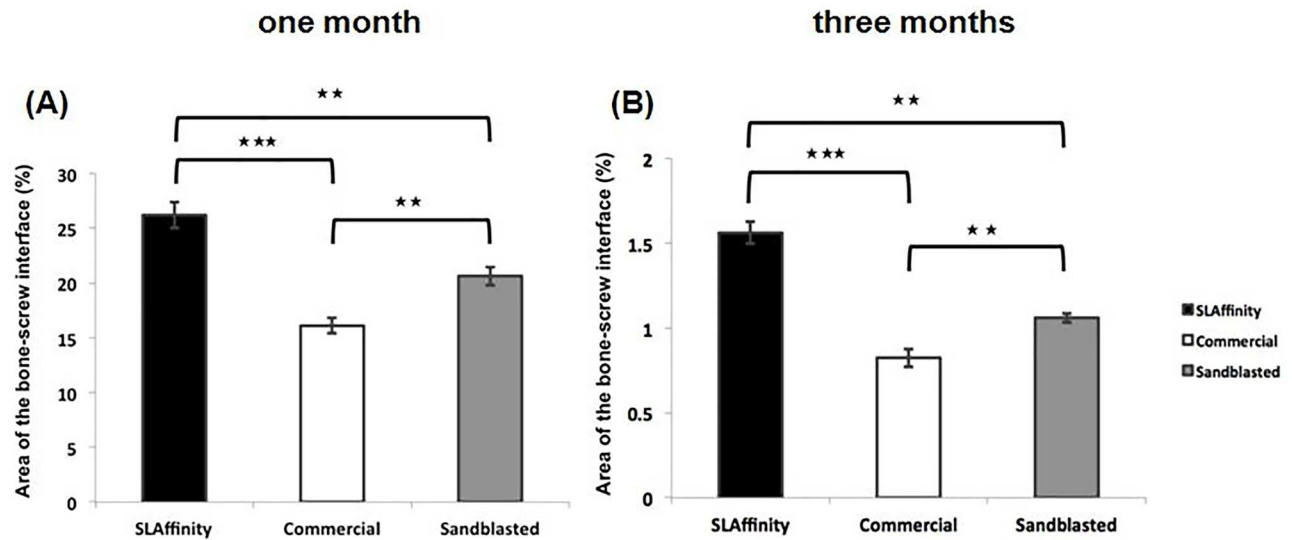 one month
three months
(A)
(B)
★★
★★★
★★
★★
★★★
★★
Area of the bone-screw interface (%)
30
25
20
15
10
5
0
SLAffinity
Commercial
Sandblasted
Area of the bone-screw interface (%)
2
1.5
1
0.5
0
SLAffinity
Commercial
Sandblasted
SLAffinity
Commercial
Sandblasted